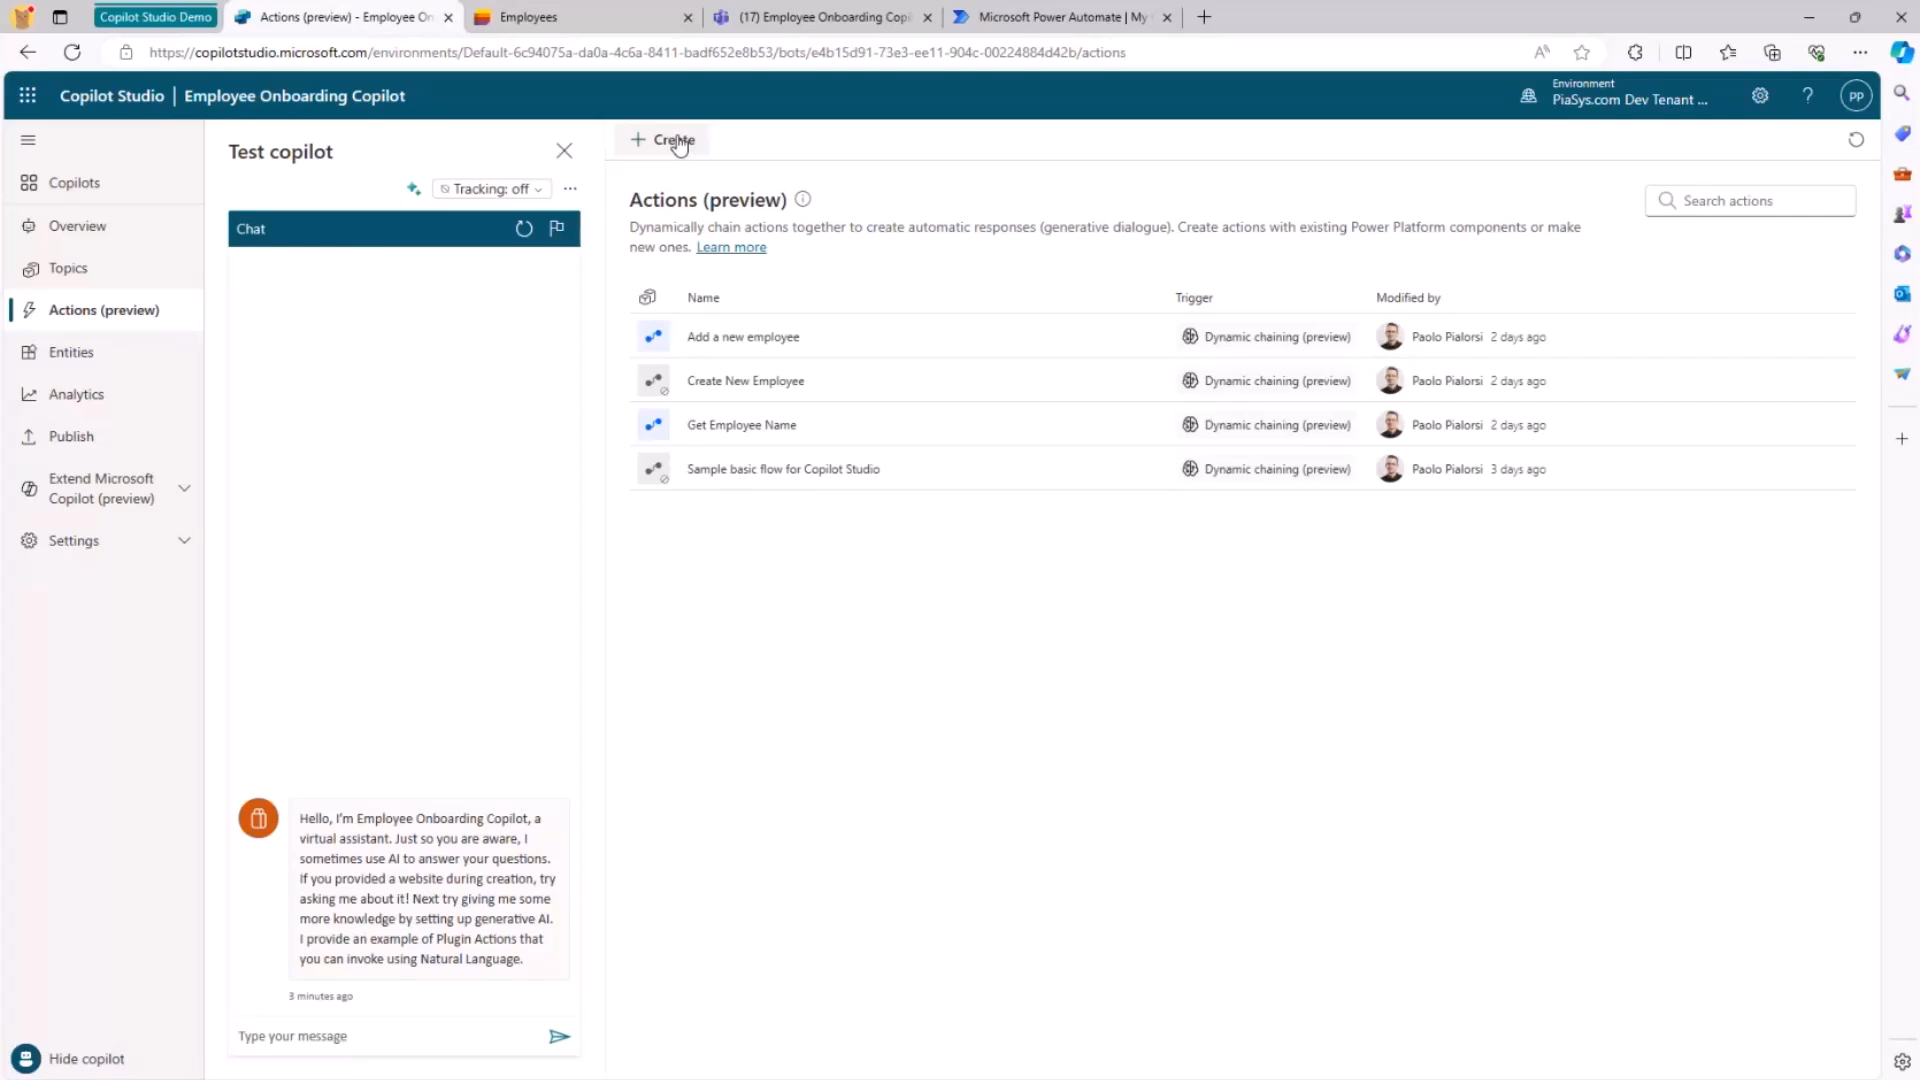 Copilot Studio Demo
Actions (preview) - Employee On
Employees
(17) Employee Onboarding Copi
Microsoft Power Automate | My
https://copilotstudio.microsoft.com/environments/Default-6c94075a-da0a-4c6a-8411-badf652e8b53/bots/e4b15d91-73e3-ee11-904c-00224884d42b/actions
Copilot Studio | Employee Onboarding Copilot
Environment
PiaSys.com Dev Tenant ...
?
PP
Copilots
Overview
Topics
Actions (preview)
Entities
Analytics
Publish
Extend Microsoft
Copilot (preview)
Settings
Hide copilot
Test copilot
Tracking: off
Chat
Hello, I'm Employee Onboarding Copilot, a
virtual assistant. Just so you are aware, I
sometimes use AI to answer your questions.
If you provided a website during creation, try
asking me about it! Next try giving me some
more knowledge by setting up generative AI.
I provide an example of Plugin Actions that
you can invoke using Natural Language.
3 minutes ago
Type your message
+ Create
Actions (preview)
Search actions
Dynamically chain actions together to create automatic responses (generative dialogue). Create actions with existing Power Platform components or make
new ones. Learn more
Name Trigger Modified by
Add a new employee Dynamic chaining (preview) Paolo Pialorsi 2 days ago
Create New Employee Dynamic chaining (preview) Paolo Pialorsi 2 days ago
Get Employee Name Dynamic chaining (preview) Paolo Pialorsi 2 days ago
Sample basic flow for Copilot Studio Dynamic chaining (preview) Paolo Pialorsi 3 days ago